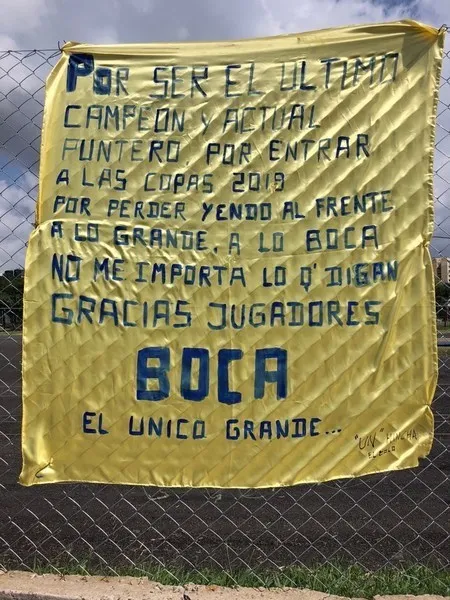 POR SER EL ULTIMO
CAMPEON Y ACTUAL
PUNTERO, POR ENTRAR
A LAS COPAS 2019
POR PERDER YENDO AL FRENTE
A LO GRANDE, A LO BOCA
NO ME IMPORTA LO Q' DIGAN
GRACIAS JUGADORES
BOCA
EL UNICO GRANDE...
"UN" HINCHA